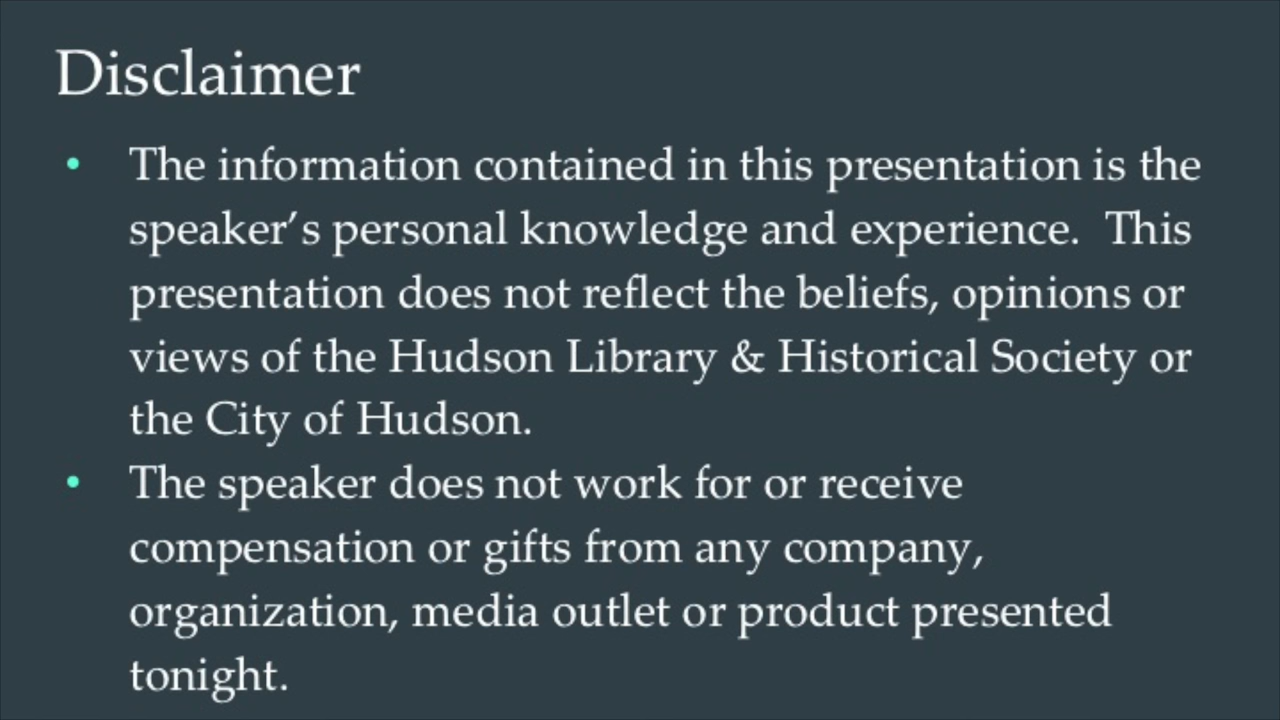 Disclaimer
• The information contained in this presentation is the
speaker’s personal knowledge and experience.  This
presentation does not reflect the beliefs, opinions or
views of the Hudson Library & Historical Society or
the City of Hudson.
• The speaker does not work for or receive
compensation or gifts from any company,
organization, media outlet or product presented
tonight.